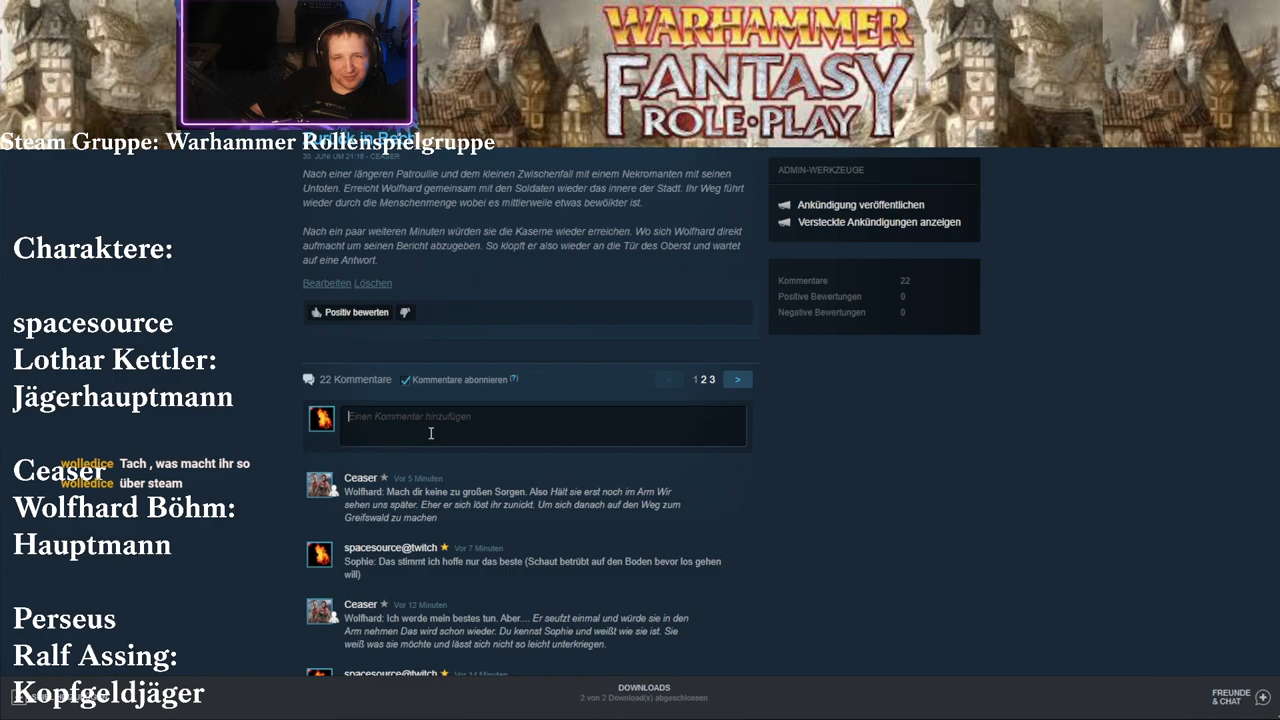 WARHAMMER
FANTASY
ROLE·PLAY
Steam Gruppe: Warhammer Rollenspielgruppe
30. JUNI UM 21:16 - CEASER
Nach einer längeren Patroullie und dem kleinen Zwischenfall mit einem Nekromanten mit seinen
Untoten. Erreicht Wolfhard gemeinsam mit den Soldaten wieder das innere der Stadt. Ihr Weg führt
wieder durch die Menschenmenge wobei es mittlerweile etwas bewölkter ist.
Nach ein paar weiteren Minuten würden sie die Kaserne wieder erreichen. Wo sich Wolfhard direkt
aufmacht um seinen Bericht abzugeben. So klopft er also wieder an die Tür des Oberst und wartet
auf eine Antwort.
Bearbeiten Löschen
Positiv bewerten
22 Kommentare
Kommentare abonnieren (?)
< 1 2 3 >
Einen Kommentar hinzufügen
Ceaser Vor 5 Minuten
Wolfhard: Mach dir keine zu großen Sorgen. Also Hält sie erst noch im Arm Wir
sehen uns später. Eher er sich löst ihr zunickt. Um sich danach auf den Weg zum
Greifswald zu machen
spacesource@twitch Vor 7 Minuten
Sophie: Das stimmt ich hoffe nur das beste (Schaut betrübt auf den Boden bevor los gehen
will)
Ceaser Vor 12 Minuten
Wolfhard: Ich werde mein bestes tun. Aber.... Er seufzt einmal und würde sie in den
Arm nehmen Das wird schon wieder. Du kennst Sophie und weißt wie sie ist. Sie
weiß was sie möchte und lässt sich nicht so leicht unterkriegen.
spacesource@twitch Vor 14 Minuten
ADMIN-WERKZEUGE
Ankündigung veröffentlichen
Versteckte Ankündigungen anzeigen
Kommentare 22
Positive Bewertungen 0
Negative Bewertungen 0
Charaktere:
spacesource
Lothar Kettler:
Jägerhauptmann
Ceaser
wolledice Tach , was macht ihr so
wolledice über steam
Wolfhard Böhm:
Hauptmann
Perseus
Ralf Assing:
Kopfgeldjäger
DOWNLOADS
2 von 2 Download(s) abgeschlossen
FREUNDE
& CHAT